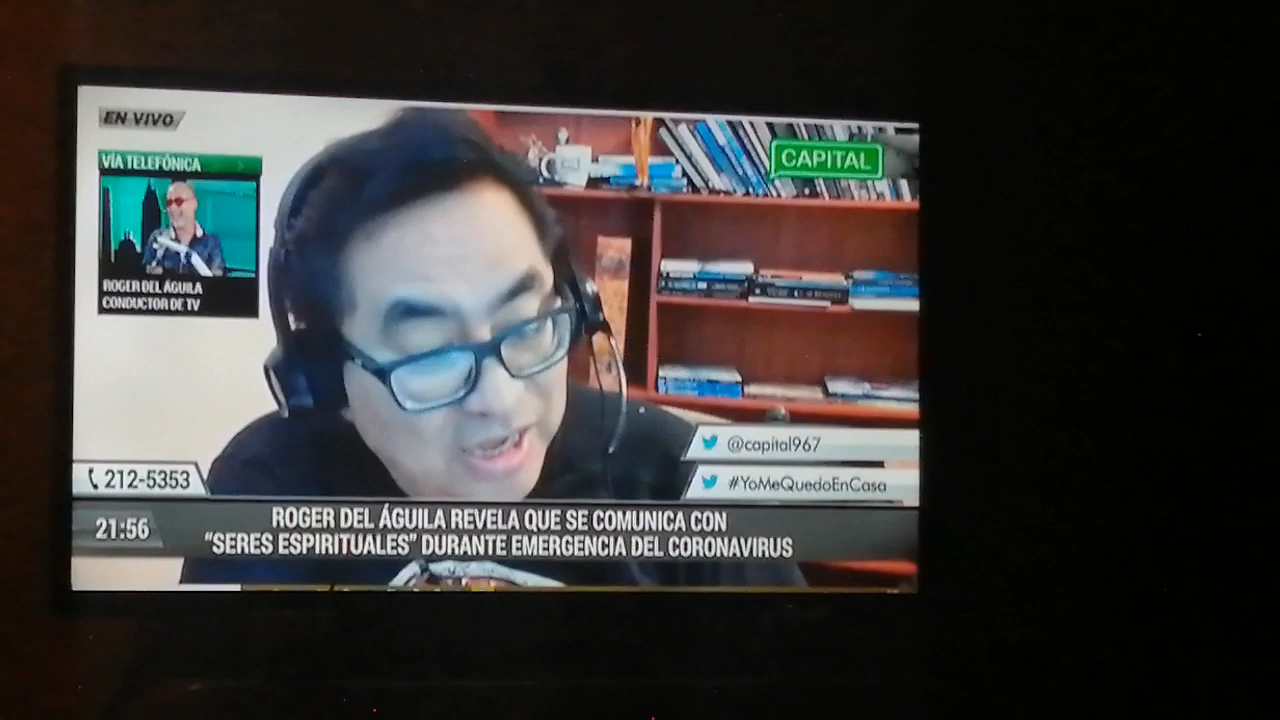 EN VIVO
VÍA TELEFÓNICA
CAPITAL
ROGER DEL ÁGUILA
CONDUCTOR DE TV
@capital967
212-5353
#YoMeQuedoEnCasa
21:56
ROGER DEL ÁGUILA REVELA QUE SE COMUNICA CON
"SERES ESPIRITUALES" DURANTE EMERGENCIA DEL CORONAVIRUS